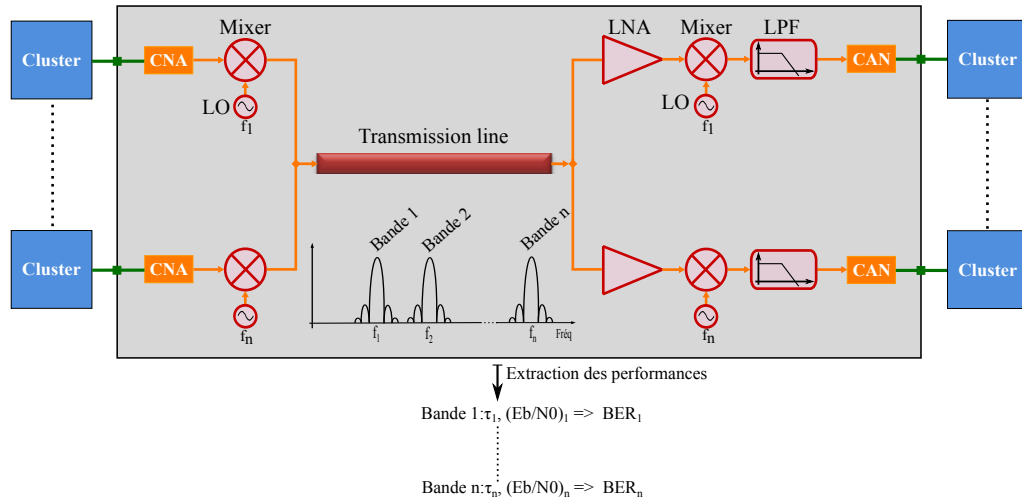 Mixer
LNA
Mixer
LPF
Cluster
CNA
CAN
Cluster
LO
f1
LO
f1
Transmission line
Bande 1
Bande 2
Bande n
Cluster
CNA
CAN
Cluster
fn
fn
f1
f2
fn
Fréq
Extraction des performances
Bande 1:τ1, (Eb/N0)1 => BER1
Bande n:τn, (Eb/N0)n => BERn